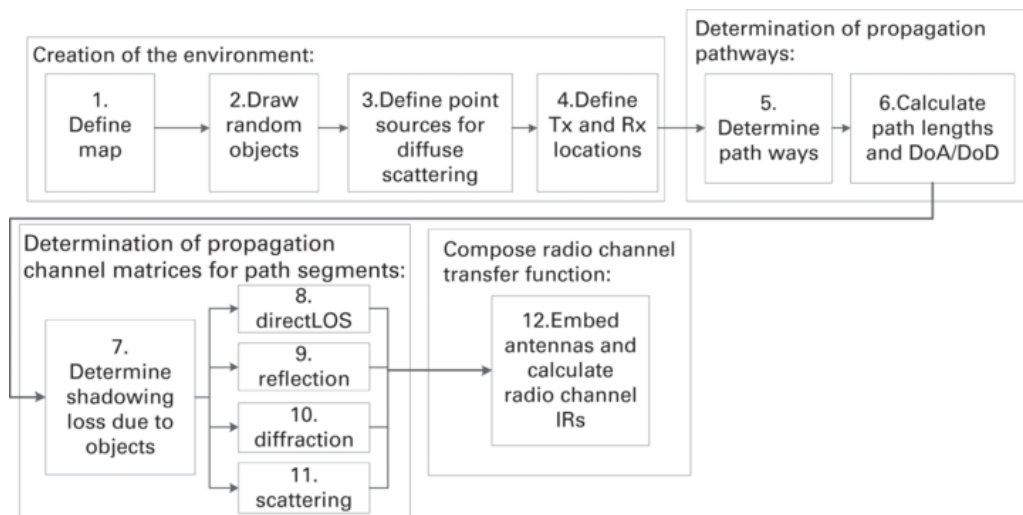 Creation of the environment:
1.
Define
map
2.Draw
random
objects
3.Define point
sources for
diffuse
scattering
4.Define
Tx and Rx
locations
Determination of propagation
pathways:
5.
Determine
path ways
6.Calculate
path lengths
and DoA/DoD
Determination of propagation
channel matrices for path segments:
7.
Determine
shadowing
loss due to
objects
8.
directLOS
9.
reflection
10.
diffraction
11.
scattering
Compose radio channel
transfer function:
12.Embed
antennas and
calculate
radio channel
IRs